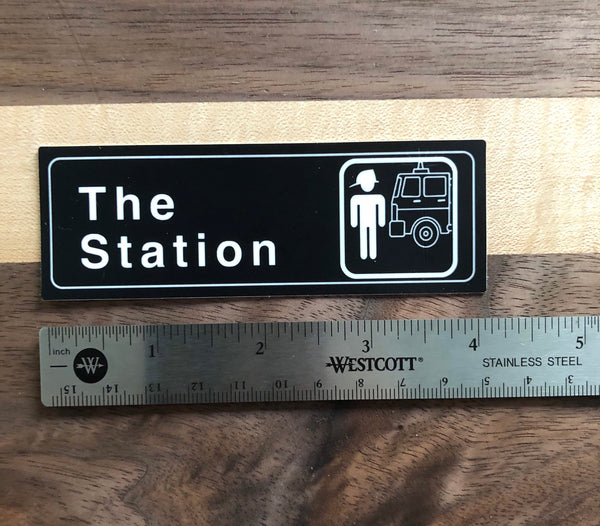 The
Station
inch 1 2 3 4 5
W WESTCOTT® STAINLESS STEEL
15 14 13 12 11 10 9 8 7 6 5 4 3